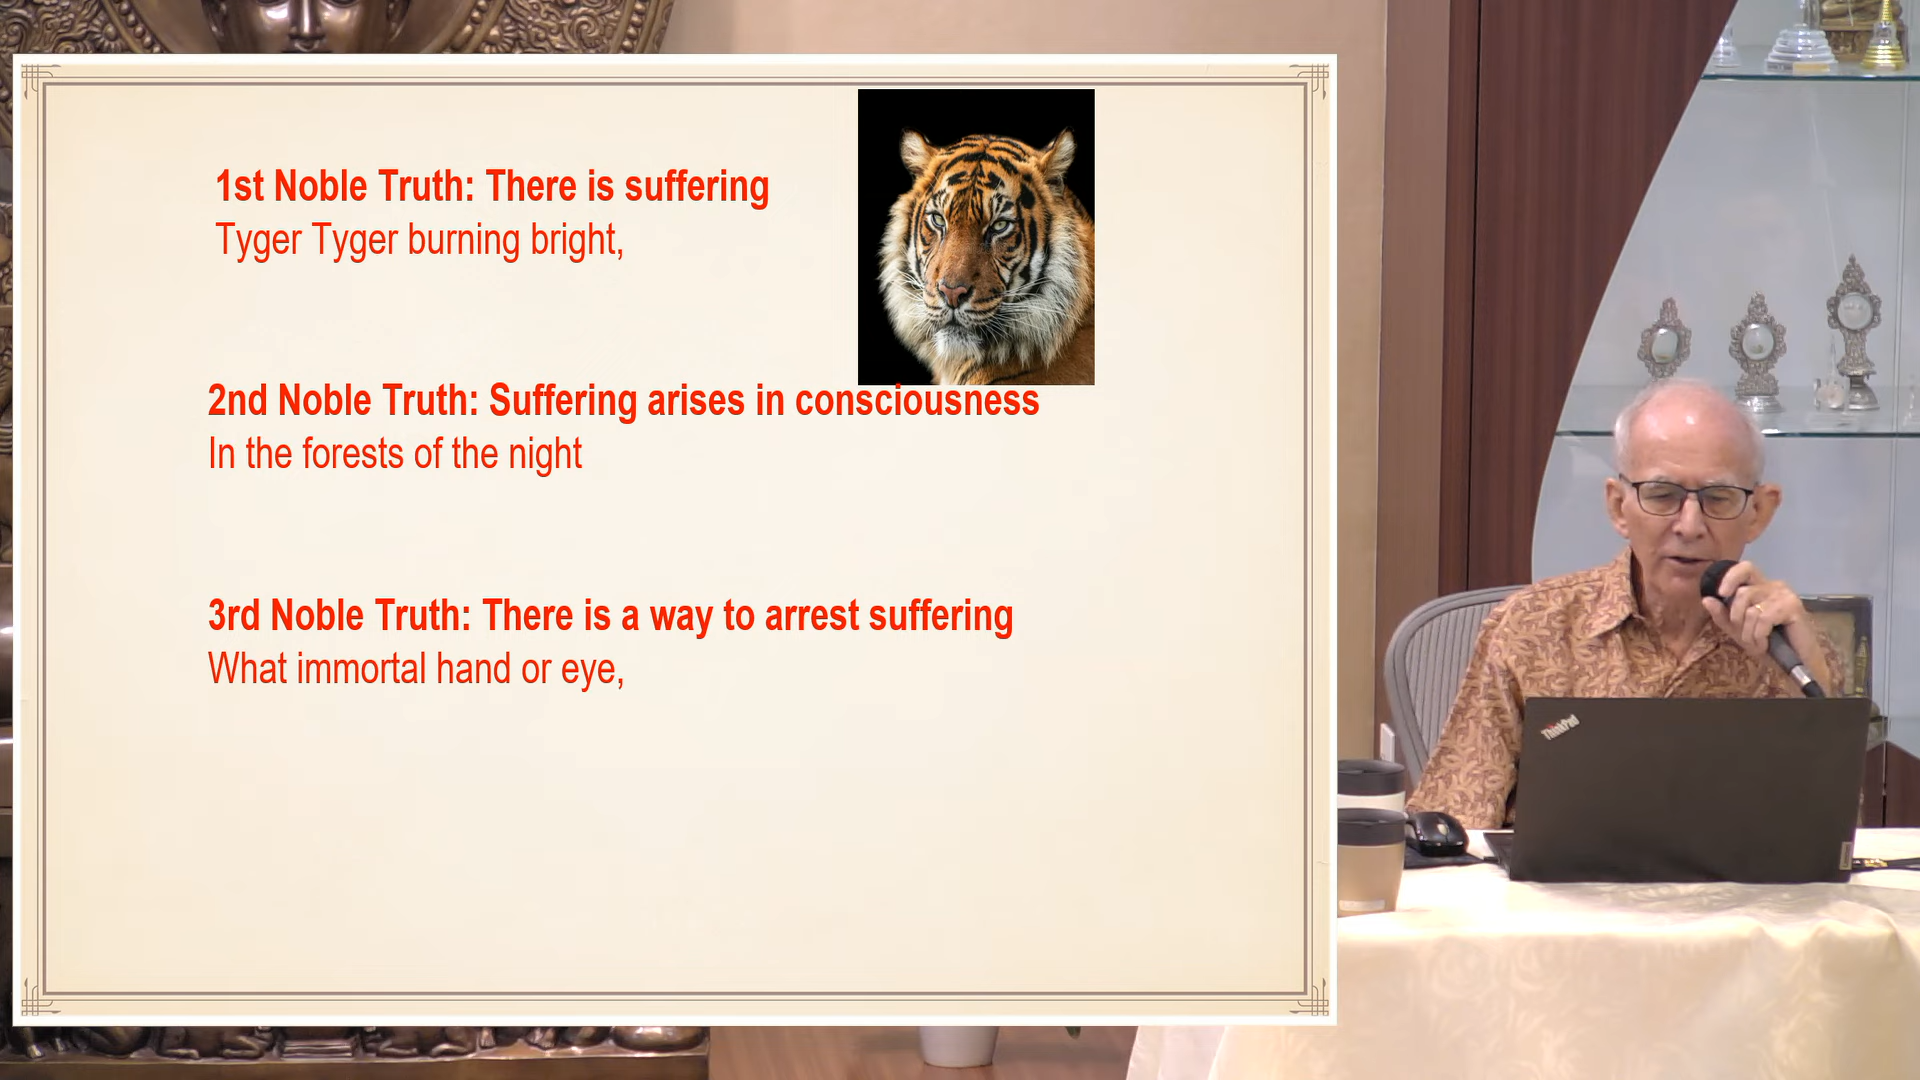 1st Noble Truth: There is suffering
Tyger Tyger burning bright,
2nd Noble Truth: Suffering arises in consciousness
In the forests of the night
3rd Noble Truth: There is a way to arrest suffering
What immortal hand or eye,
ThinkPad